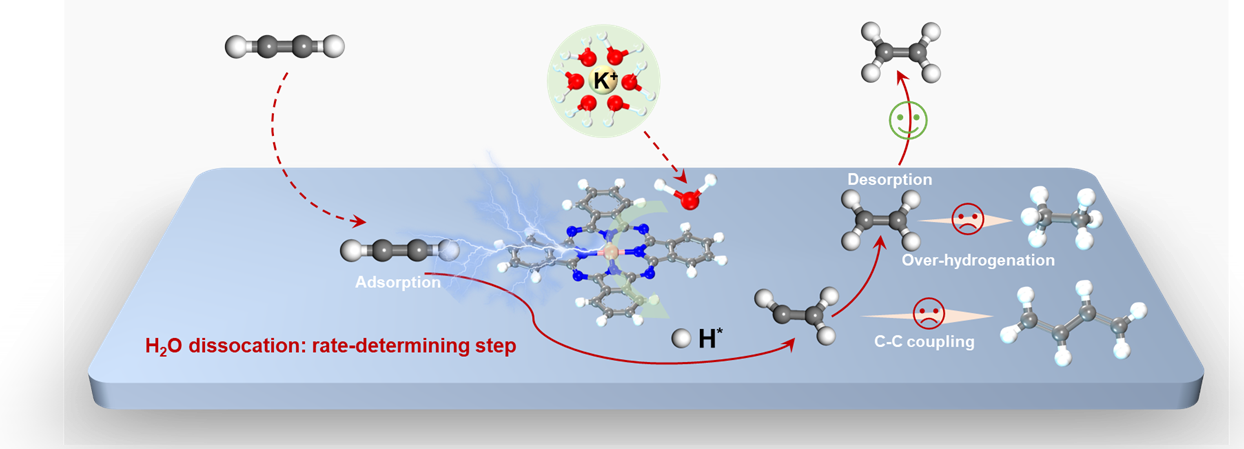 K⁺
Desorption
Over-hydrogenation
Adsorption
H₂O dissocation: rate-determining step
H*
C-C coupling